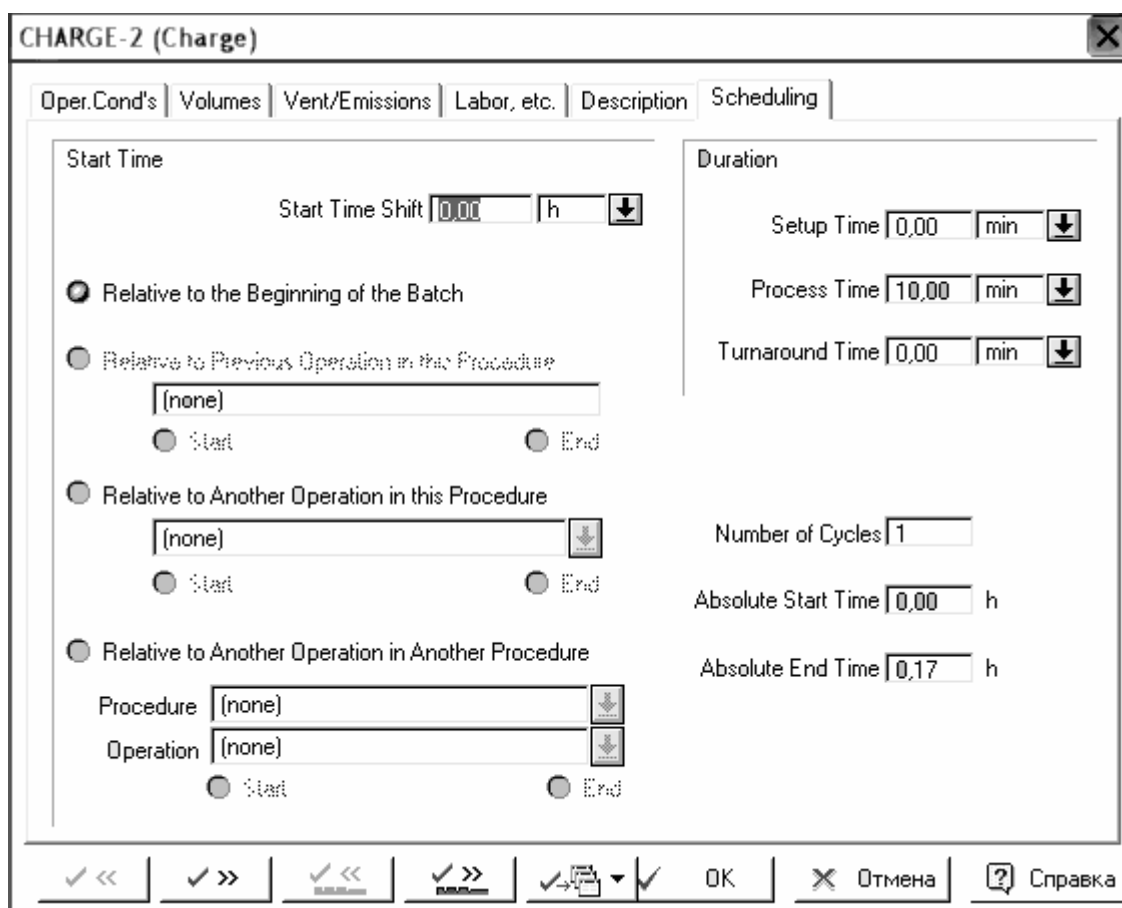 CHARGE-2 (Charge)
Oper.Cond's Volumes Vent/Emissions Labor, etc. Description Scheduling
Start Time
Start Time Shift 0,00 h
Relative to the Beginning of the Batch
Relative to Previous Operation in this Procedure
(none)
Start End
Relative to Another Operation in this Procedure
(none)
Start End
Relative to Another Operation in Another Procedure
Procedure (none)
Operation (none)
Start End
Duration
Setup Time 0,00 min
Process Time 10,00 min
Turnaround Time 0,00 min
Number of Cycles 1
Absolute Start Time 0,00 h
Absolute End Time 0,17 h
OK Отмена Справка